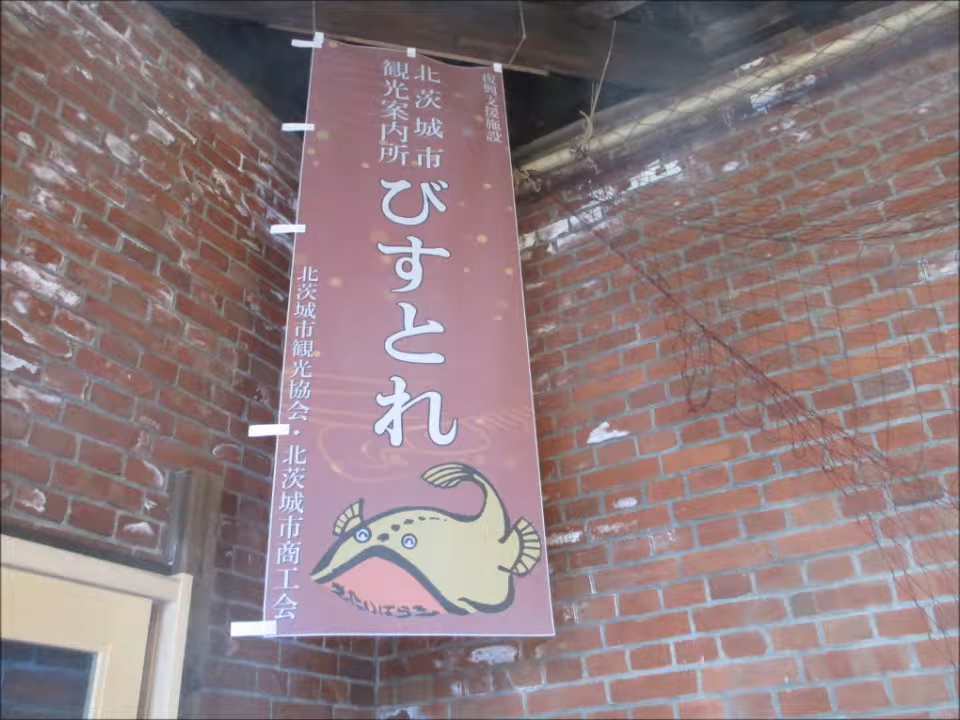 復興支援施設
北茨城市
観光案内所
びすとれ
北茨城市観光協会・北茨城市商工会